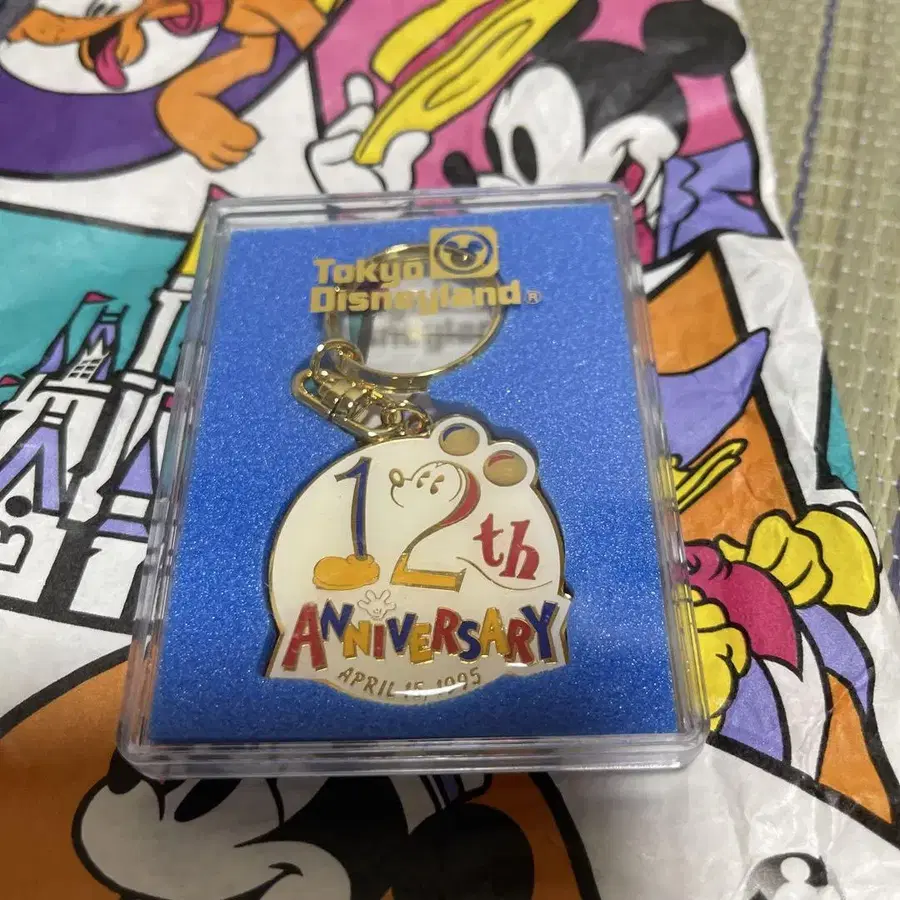 Tokyo
Disneyland®
12th
ANNIVERSARY
APRIL 15, 1995